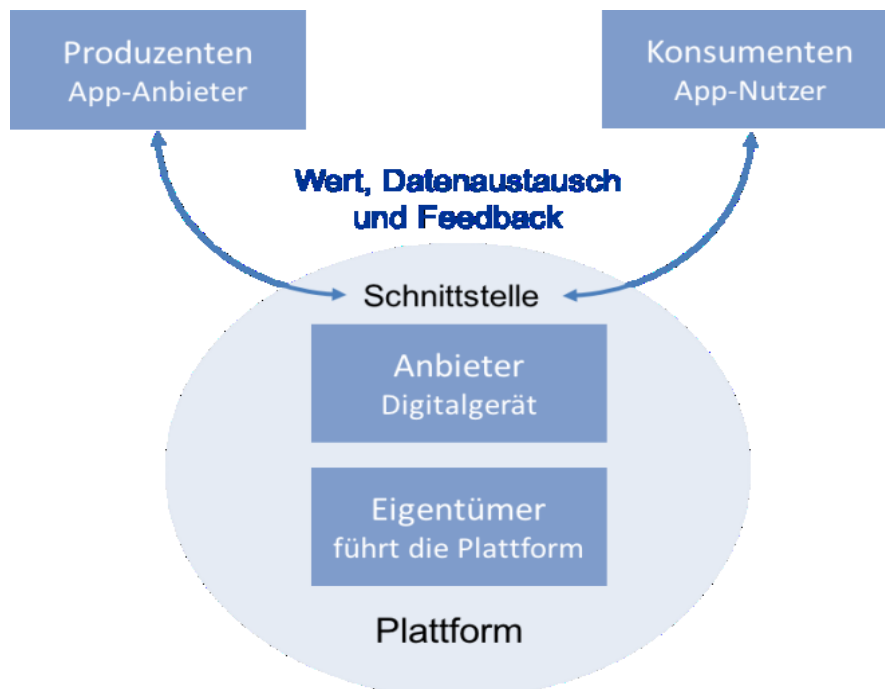 Produzenten
App-Anbieter
Konsumenten
App-Nutzer
Wert, Datenaustausch
und Feedback
Schnittstelle
Anbieter
Digitalgerät
Eigentümer
führt die Plattform
Plattform